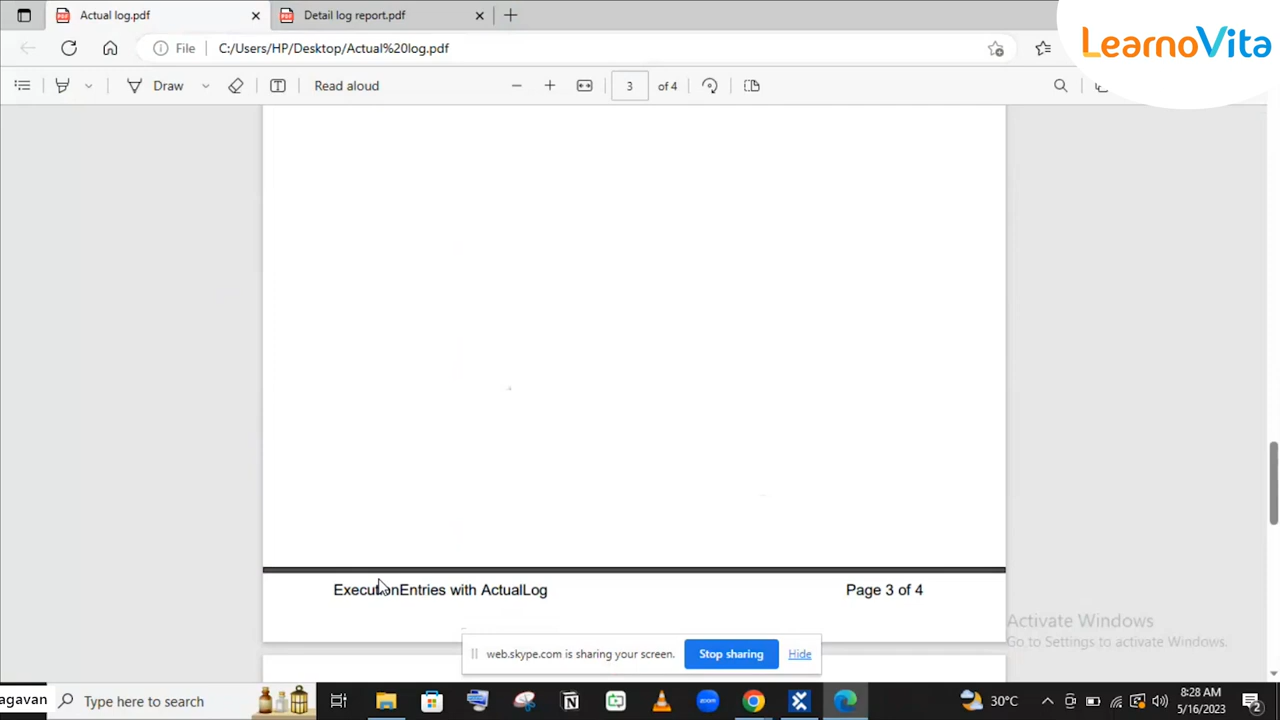 Actual log.pdf
Detail log report.pdf
LearnoVita
File
C:/Users/HP/Desktop/Actual%20log.pdf
Draw
Read aloud
3
of 4
ExecutionEntries with ActualLog
Page 3 of 4
Activate Windows
Go to Settings to activate Windows.
web.skype.com is sharing your screen.
Stop sharing
Hide
agavan
Type here to search
zoom
30°C
8:28 AM
5/16/2023
2